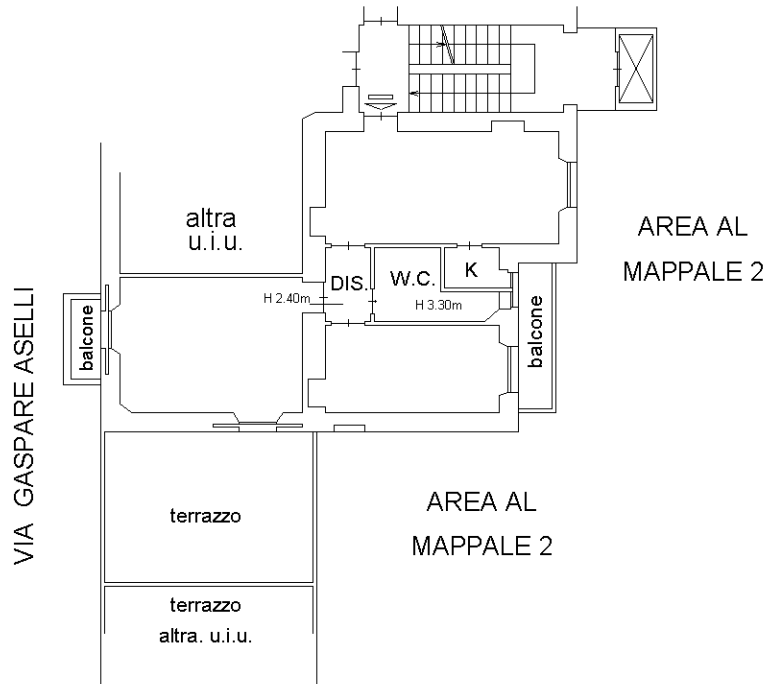 altra
u.i.u.
AREA AL
MAPPALE 2
DIS.
W.C.
K
H 2.40m
H 3.30m
balcone
balcone
VIA GASPARE ASELLI
terrazzo
AREA AL
MAPPALE 2
terrazzo
altra. u.i.u.